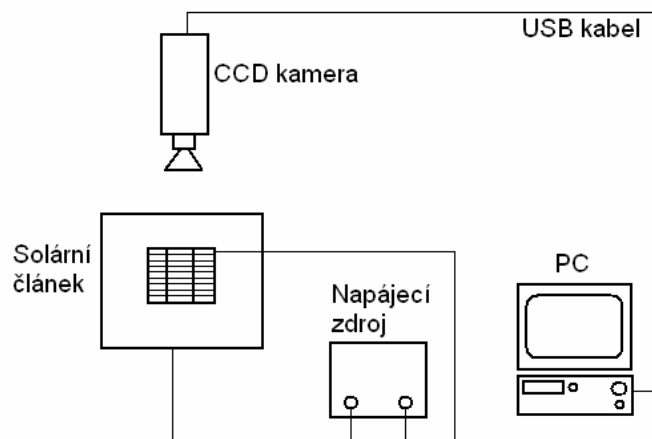 USB kabel
CCD kamera
Solární
článek
Napájecí
zdroj
PC